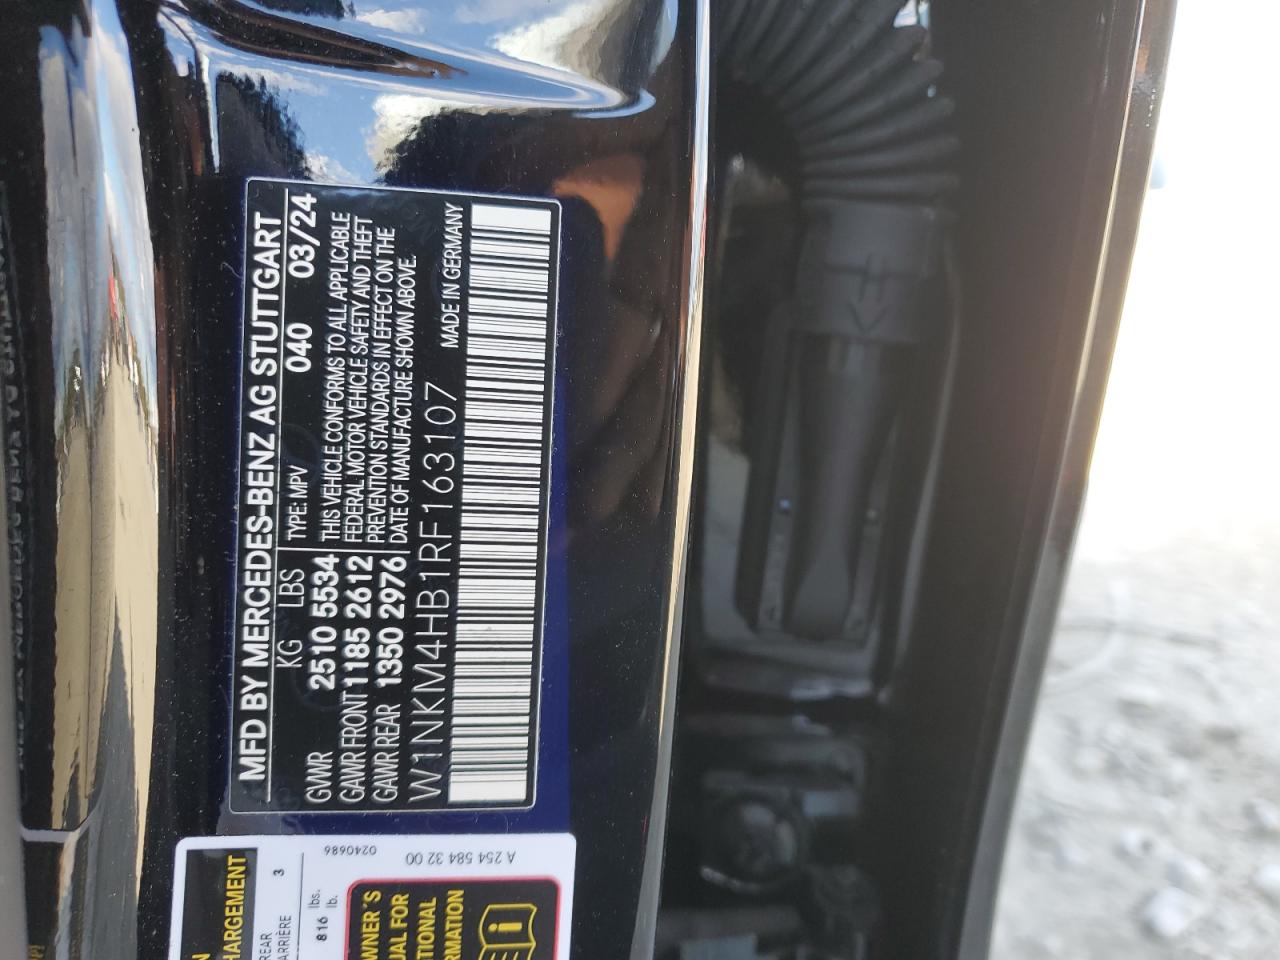 MFD BY MERCEDES-BENZ AG STUTTGART
KG LBS TYPE: MPV 040 03/24
GWR 2510 5534
GAWR FRONT 1185 2612
GAWR REAR 1350 2976
THIS VEHICLE CONFORMS TO ALL APPLICABLE
FEDERAL MOTOR VEHICLE SAFETY AND THEFT
PREVENTION STANDARDS IN EFFECT ON THE
DATE OF MANUFACTURE SHOWN ABOVE.
W1NKM4HB1RF163107 MADE IN GERMANY
HARGEMENT
REAR
ARRIÈRE 3
816 lbs.
lb.
0240686
A 254 584 32 00
WNER'S
UAL FOR
TIONAL
RMATION
i